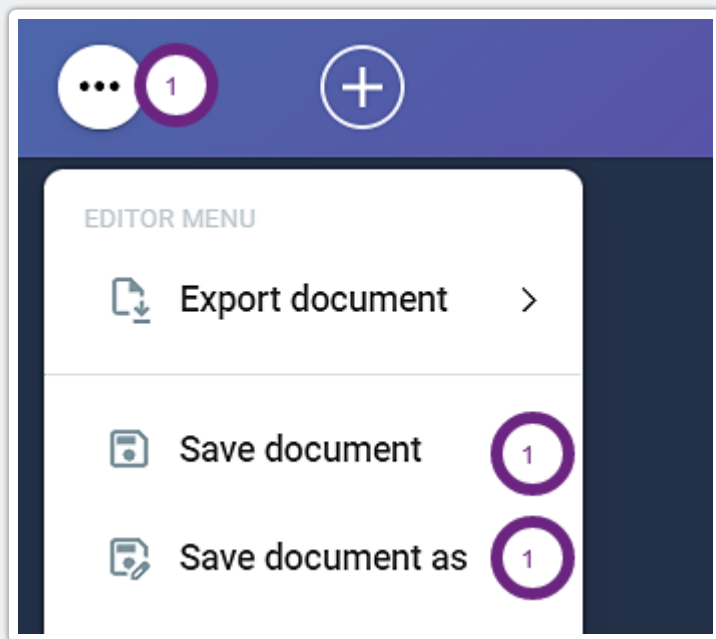 1
EDITOR MENU
Export document
Save document 1
Save document as 1